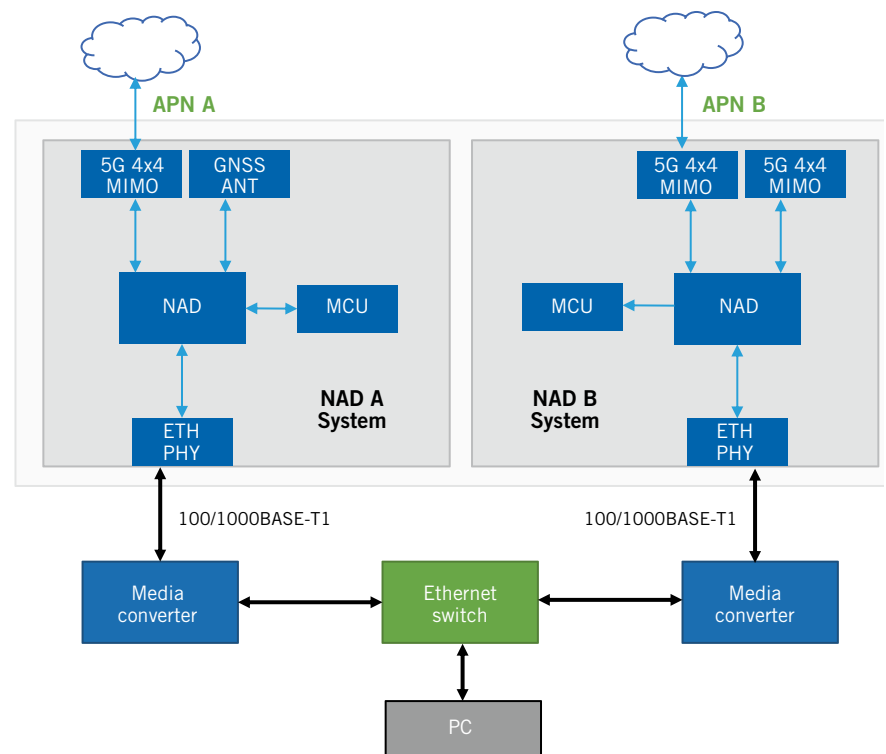 APN A
APN B
5G 4x4
MIMO
GNSS
ANT
5G 4x4
MIMO
5G 4x4
MIMO
NAD
MCU
MCU
NAD
NAD A
System
NAD B
System
ETH
PHY
ETH
PHY
100/1000BASE-T1
100/1000BASE-T1
Media
converter
Ethernet
switch
Media
converter
PC